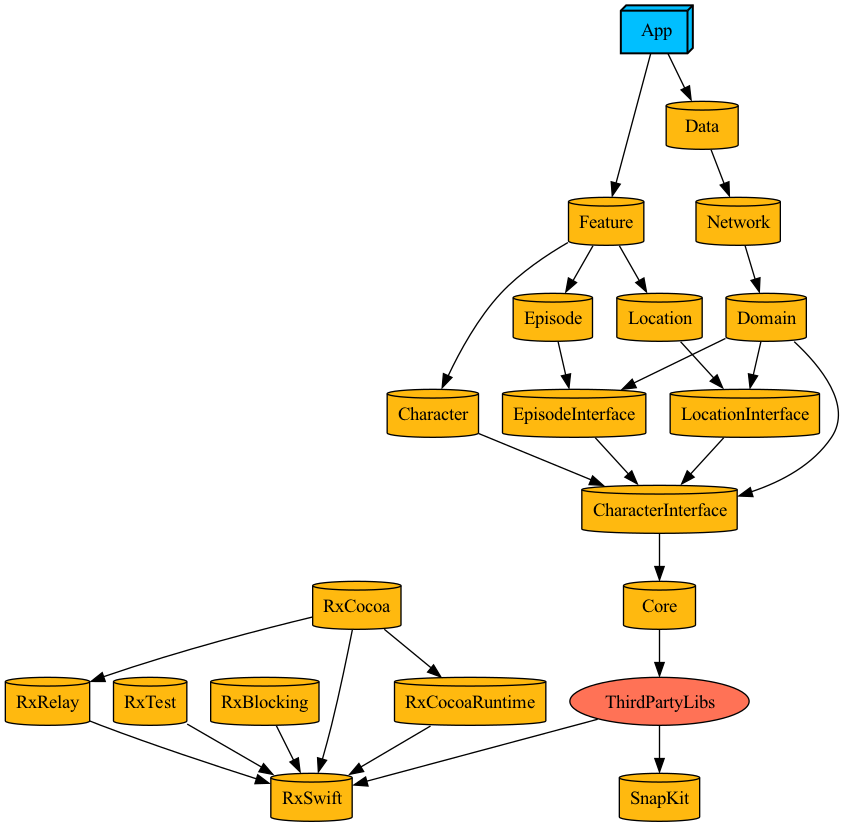 App
Data
Feature
Network
Episode
Location
Domain
Character
EpisodeInterface
LocationInterface
CharacterInterface
RxCocoa
Core
RxRelay
RxTest
RxBlocking
RxCocoaRuntime
ThirdPartyLibs
RxSwift
SnapKit